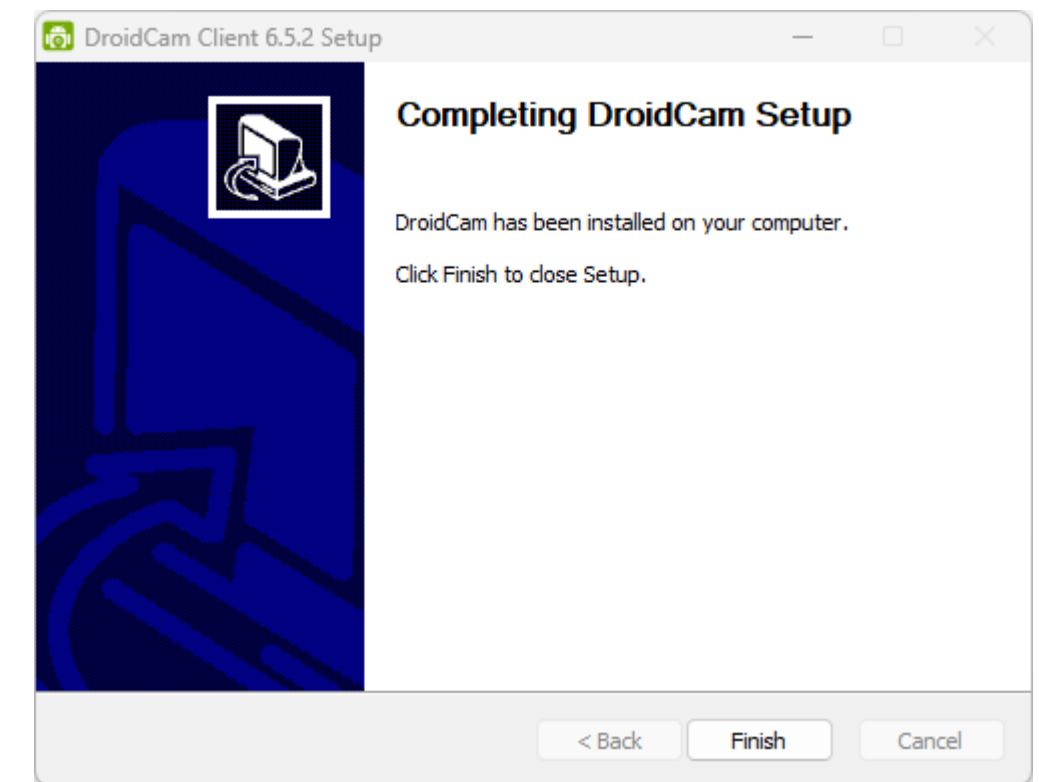 DroidCam Client 6.5.2 Setup
Completing DroidCam Setup
DroidCam has been installed on your computer.
Click Finish to close Setup.
< Back
Finish
Cancel